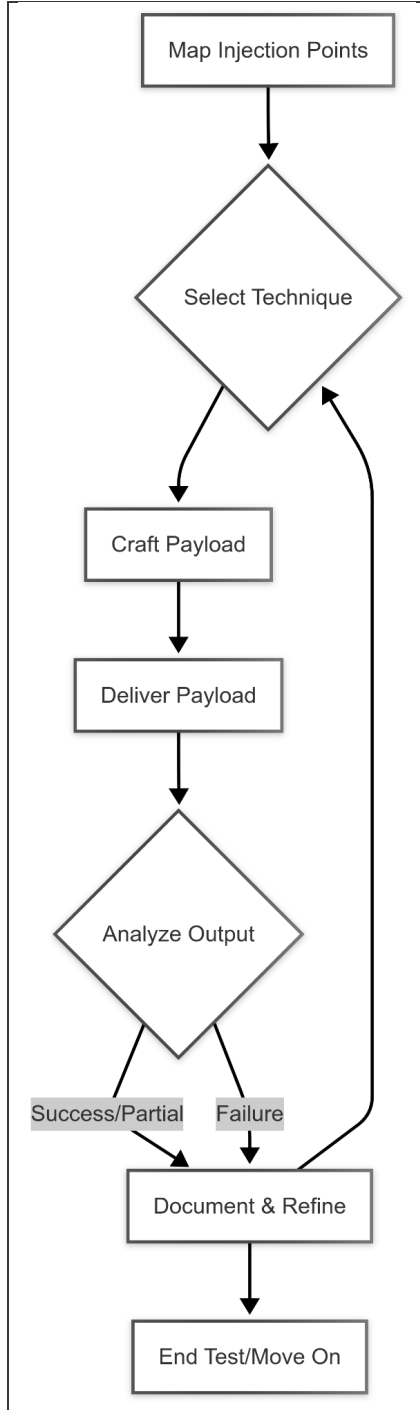 Map Injection Points
Select Technique
Craft Payload
Deliver Payload
Analyze Output
Success/Partial
Failure
Document & Refine
End Test/Move On